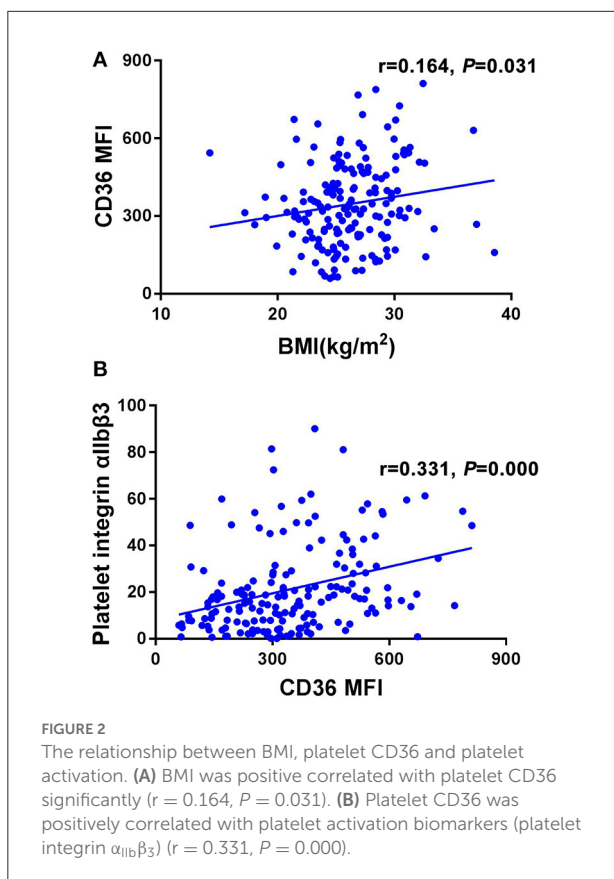 A
r=0.164, P=0.031
900
600
300
0
CD36 MFI
10 20 30 40
BMI(kg/m²)
B
100
80
60
40
20
0
r=0.331, P=0.000
Platelet integrin αIIbβ3
0 300 600 900
CD36 MFI
FIGURE 2
The relationship between BMI, platelet CD36 and platelet
activation. (A) BMI was positive correlated with platelet CD36
significantly (r = 0.164, P = 0.031). (B) Platelet CD36 was
positively correlated with platelet activation biomarkers (platelet
integrin αIIbβ3) (r = 0.331, P = 0.000).